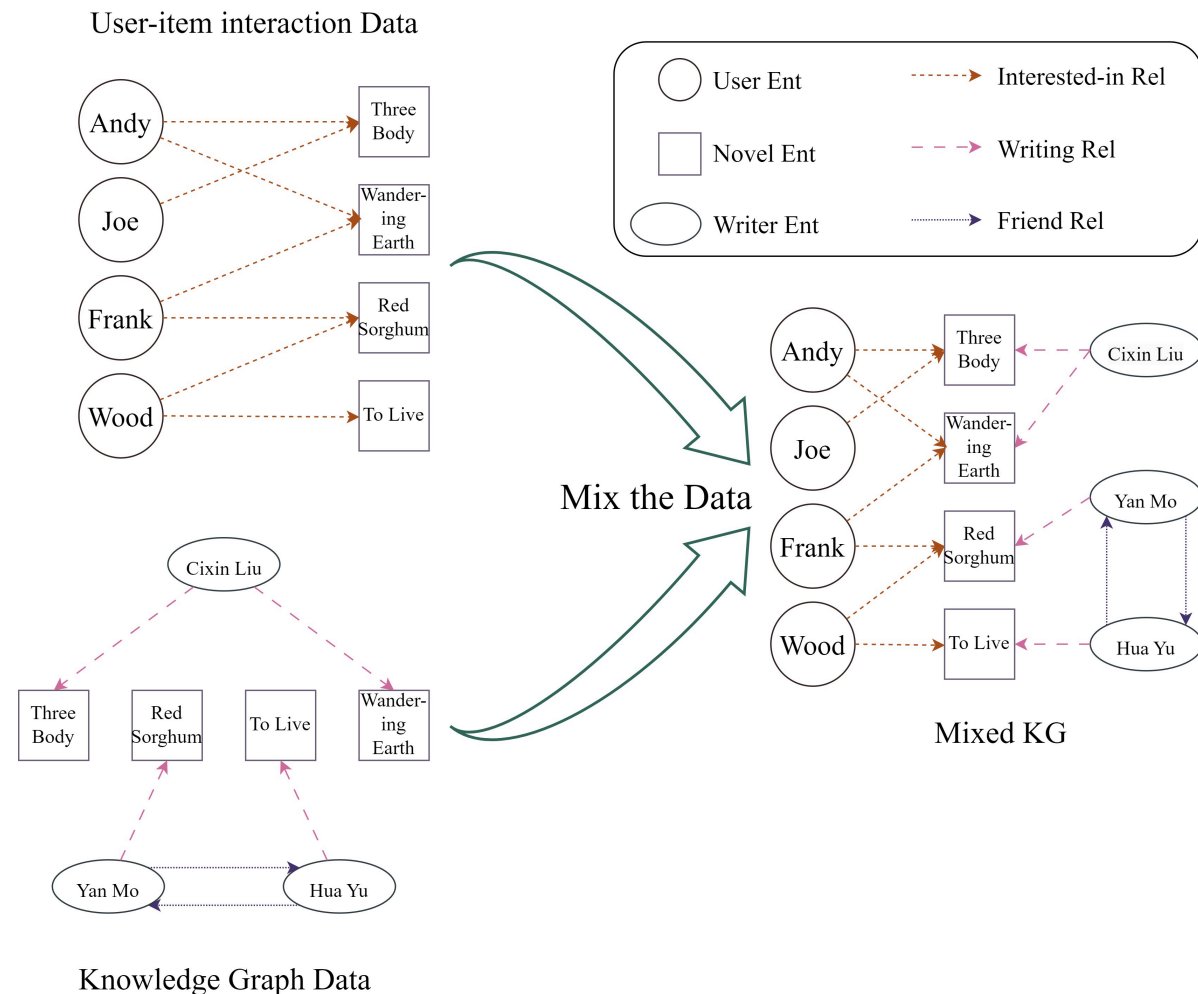 User-item interaction Data
Andy
Joe
Frank
Wood
Three
Body
Wander-
ing
Earth
Red
Sorghum
To Live
User Ent
Novel Ent
Writer Ent
Interested-in Rel
Writing Rel
Friend Rel
Mix the Data
Cixin Liu
Three
Body
Red
Sorghum
To Live
Wander-
ing
Earth
Yan Mo
Hua Yu
Knowledge Graph Data
Andy
Joe
Frank
Wood
Three
Body
Wander-
ing
Earth
Red
Sorghum
To Live
Cixin Liu
Yan Mo
Hua Yu
Mixed KG